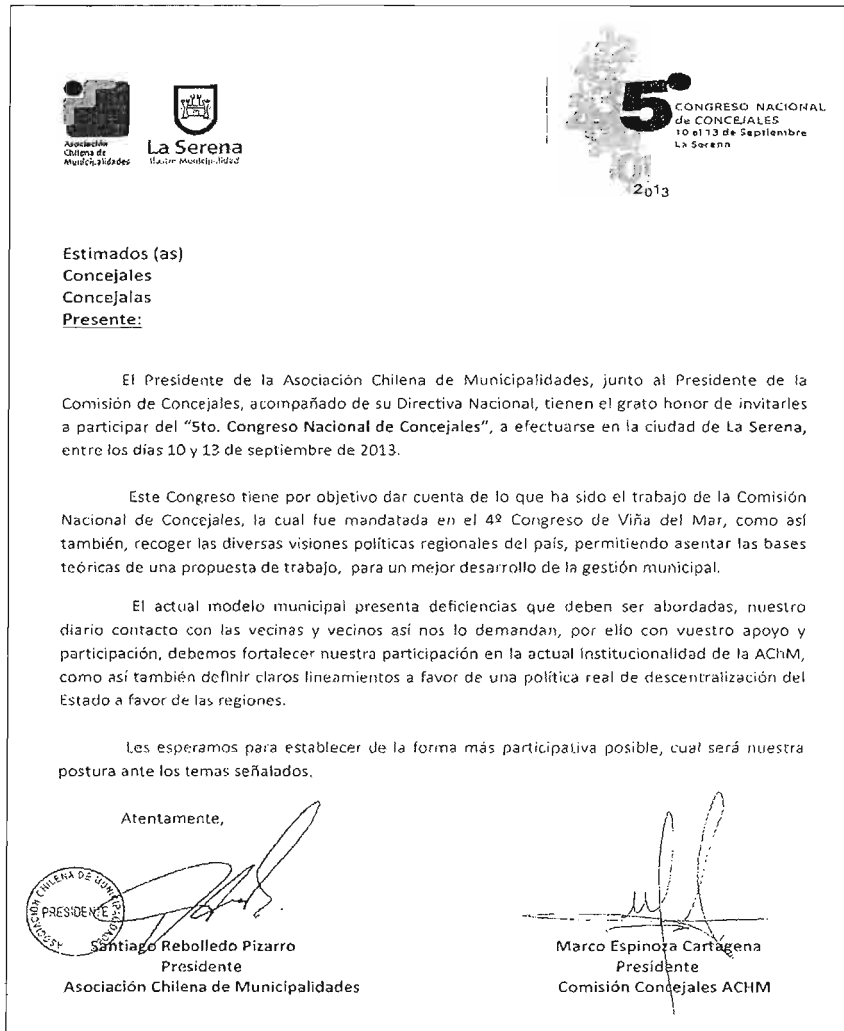 Asociación
Chilena de
Municipalidades
La Serena
Ilustre Municipalidad
5º
CONGRESO NACIONAL
de CONCEJALES
10 al 13 de Septiembre
La Serena
2013
Estimados (as)
Concejales
Concejalas
Presente:
El Presidente de la Asociación Chilena de Municipalidades, junto al Presidente de la
Comisión de Concejales, acompañado de su Directiva Nacional, tienen el grato honor de invitarles
a participar del "5to. Congreso Nacional de Concejales", a efectuarse en la ciudad de La Serena,
entre los días 10 y 13 de septiembre de 2013.
Este Congreso tiene por objetivo dar cuenta de lo que ha sido el trabajo de la Comisión
Nacional de Concejales, la cual fue mandatada en el 4º Congreso de Viña del Mar, como así
también, recoger las diversas visiones políticas regionales del país, permitiendo asentar las bases
teóricas de una propuesta de trabajo, para un mejor desarrollo de la gestión municipal.
El actual modelo municipal presenta deficiencias que deben ser abordadas, nuestro
diario contacto con las vecinas y vecinos así nos lo demandan, por ello con vuestro apoyo y
participación, debemos fortalecer nuestra participación en la actual institucionalidad de la AChM,
como así también definir claros lineamientos a favor de una política real de descentralización del
Estado a favor de las regiones.
Les esperamos para establecer de la forma más participativa posible, cual será nuestra
postura ante los temas señalados.
Atentamente,
ASOCIACIÓN CHILENA DE MUNICIPALIDADES
PRESIDENTE
Santiago Rebolledo Pizarro
Presidente
Asociación Chilena de Municipalidades
Marco Espinoza Cartagena
Presidente
Comisión Concejales ACHM